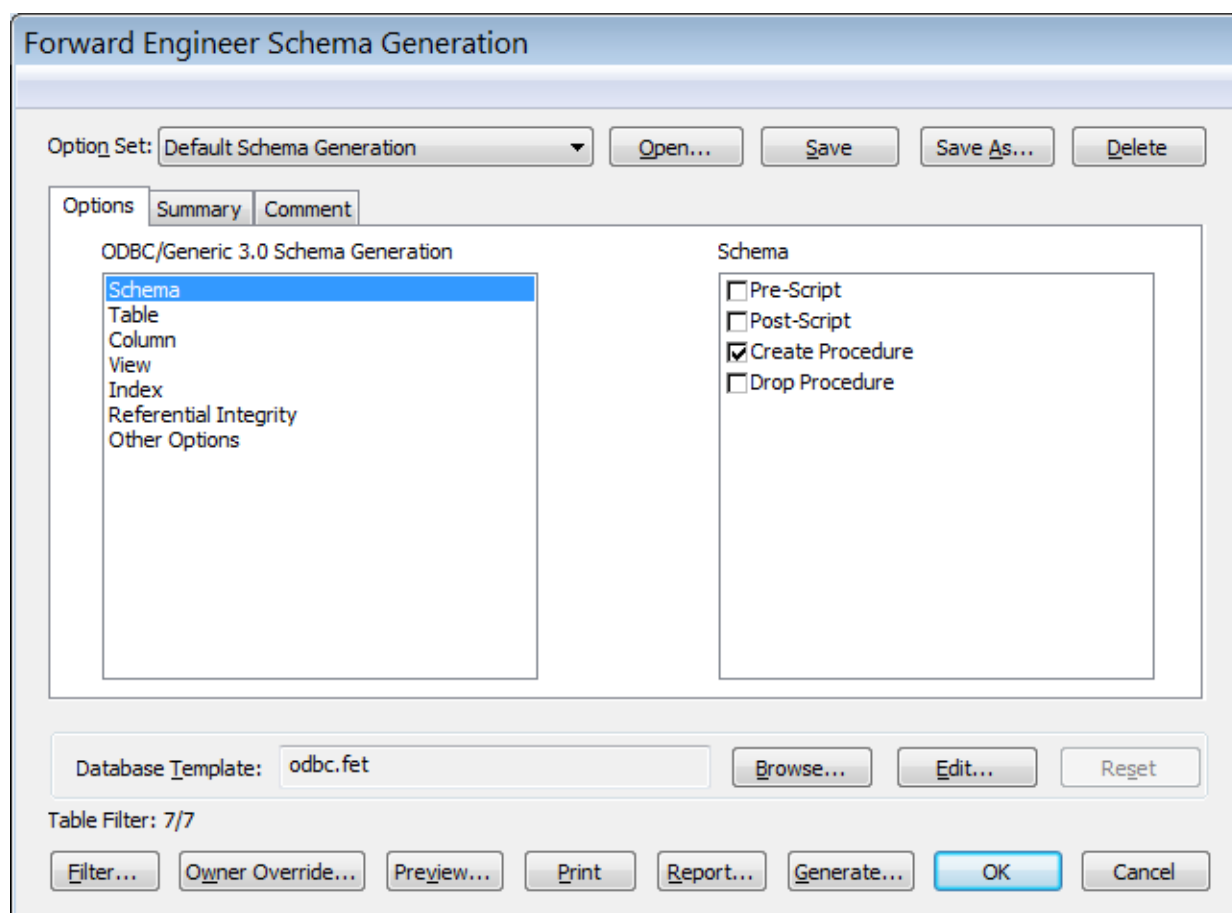 Forward Engineer Schema Generation
Option Set: Default Schema Generation Open... Save Save As... Delete
Options Summary Comment
ODBC/Generic 3.0 Schema Generation
Schema
Table
Column
View
Index
Referential Integrity
Other Options
Schema
Pre-Script
Post-Script
Create Procedure
Drop Procedure
Database Template: odbc.fet Browse... Edit... Reset
Table Filter: 7/7
Filter... Owner Override... Preview... Print Report... Generate... OK Cancel